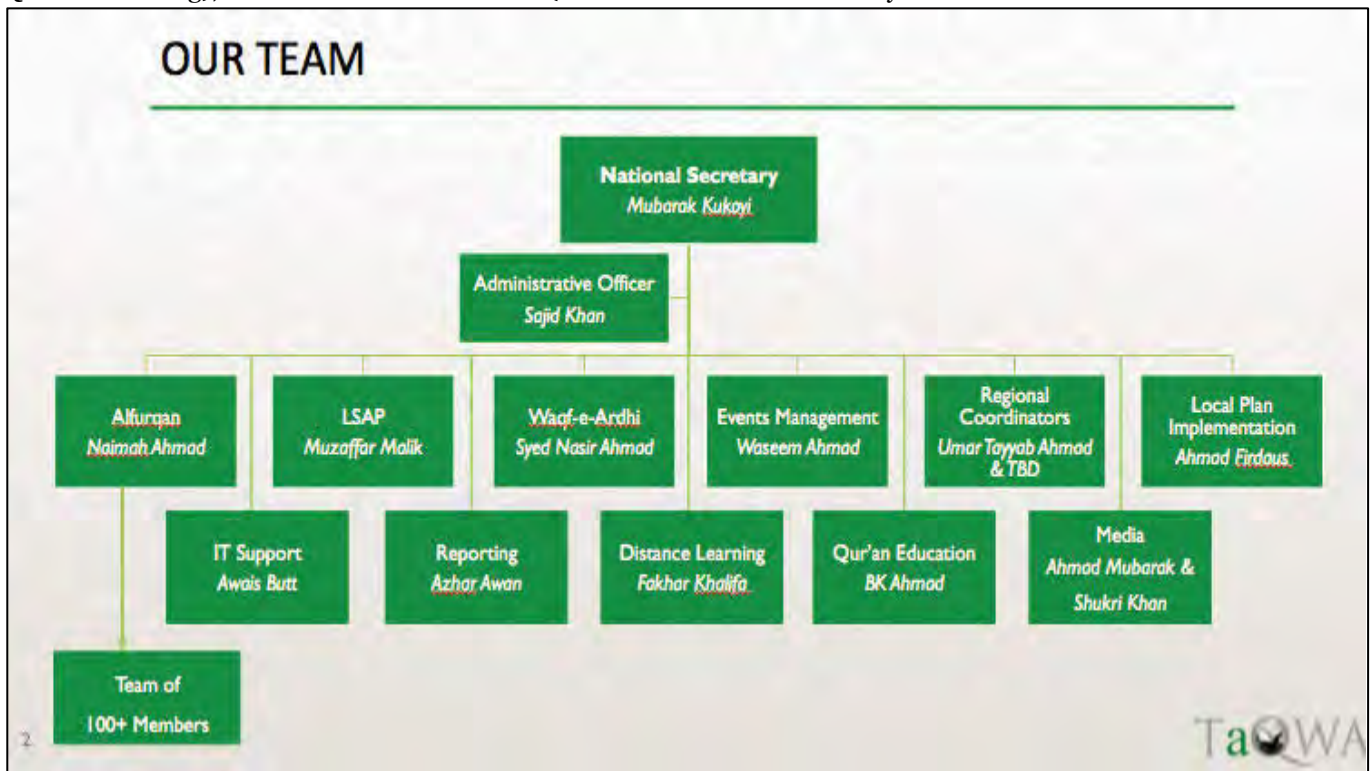 OUR TEAM
National Secretary
Mubarak Kukoyi
Administrative Officer
Sajid Khan
Alfurqan
Naimah Ahmad
LSAP
Muzaffar Malik
Waqf-e-Ardhi
Syed Nasir Ahmad
Events Management
Waseem Ahmad
Regional
Coordinators
Umar Tayyab Ahmad
& TBD
Local Plan
Implementation
Ahmad Firdaus
IT Support
Awais Butt
Reporting
Azhar Awan
Distance Learning
Fakhar Khalifa
Qur'an Education
BK Ahmad
Media
Ahmad Mubarak &
Shukri Khan
Team of
100+ Members
2
TaQWA